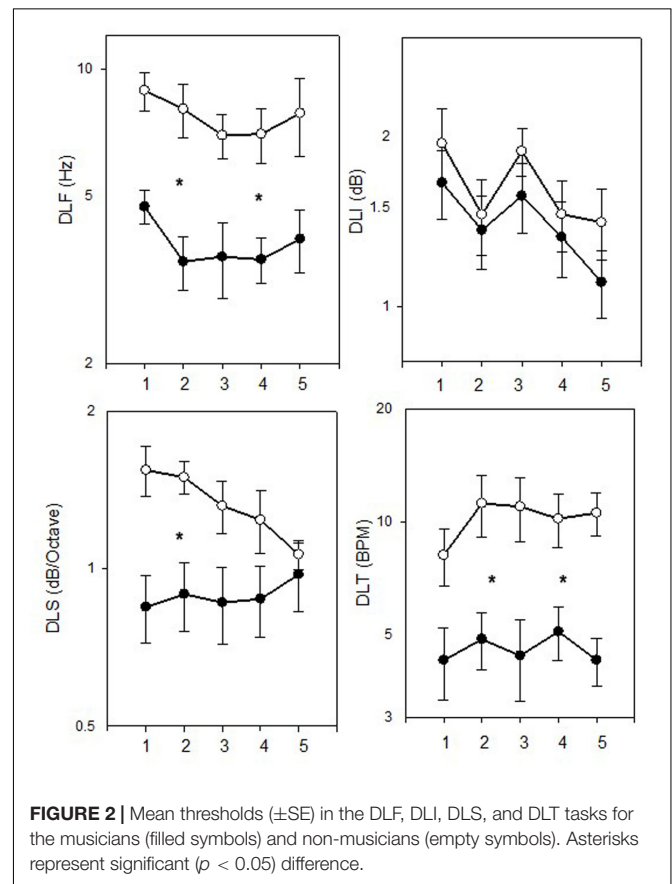 10
5
2
DLF (Hz)
*
*
1 2 3 4 5
2
1.5
1
DLI (dB)
1 2 3 4 5
2
1
0.5
DLS (dB/Octave)
*
1 2 3 4 5
20
10
5
3
DLT (BPM)
*
*
1 2 3 4 5
FIGURE 2 | Mean thresholds (±SE) in the DLF, DLI, DLS, and DLT tasks for
the musicians (filled symbols) and non-musicians (empty symbols). Asterisks
represent significant (p < 0.05) difference.